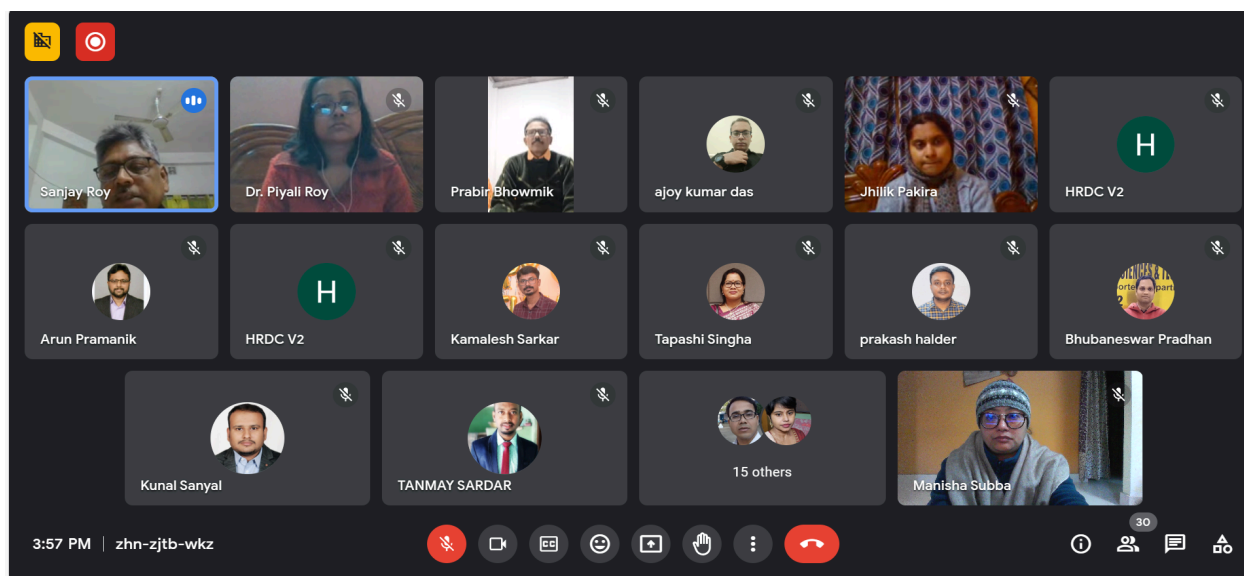 Sanjay Roy
Dr. Piyali Roy
Prabir Bhowmik
ajoy kumar das
Jhilik Pakira
H
HRDC V2
Arun Pramanik
H
HRDC V2
Kamalesh Sarkar
Tapashi Singha
prakash halder
Bhubaneswar Pradhan
Kunal Sanyal
TANMAY SARDAR
15 others
Manisha Subba
3:57 PM | zhn-zjtb-wkz
CC
30